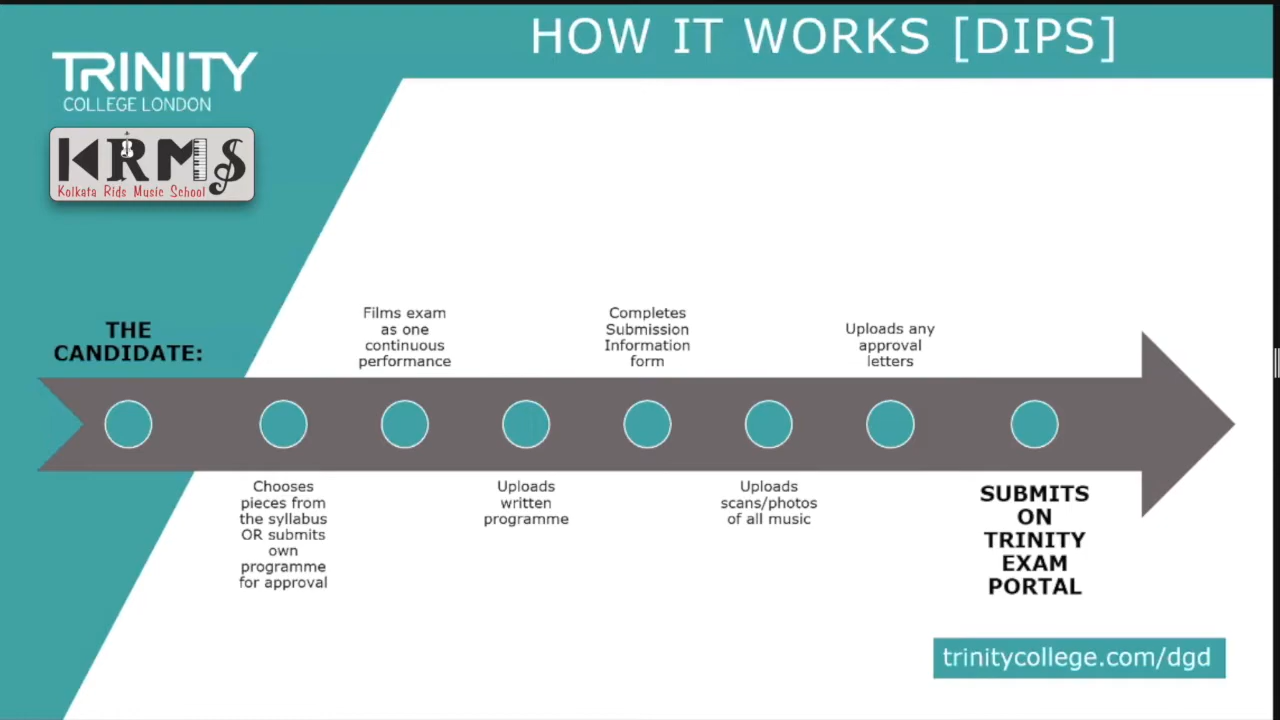 HOW IT WORKS [DIPS]
TRINITY
COLLEGE LONDON
KRMS
Kolkata Rids Music School
THE
CANDIDATE:
Chooses
pieces from
the syllabus
OR submits
own
programme
for approval
Films exam
as one
continuous
performance
Uploads
written
programme
Completes
Submission
Information
form
Uploads
scans/photos
of all music
Uploads any
approval
letters
SUBMITS
ON
TRINITY
EXAM
PORTAL
trinitycollege.com/dgd